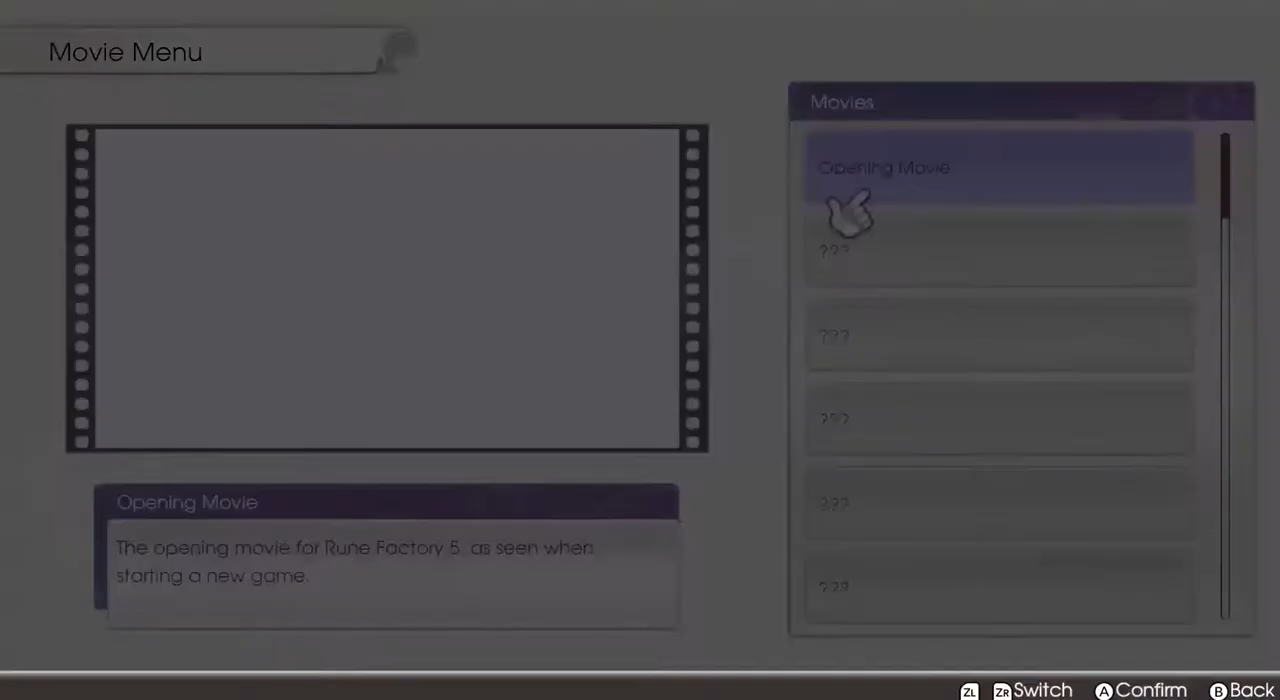 Movie Menu
Movies
Opening Movie
???
???
???
???
???
Opening Movie
The opening movie for Rune Factory 5, as seen when
starting a new game.
ZL ZR Switch A Confirm B Back